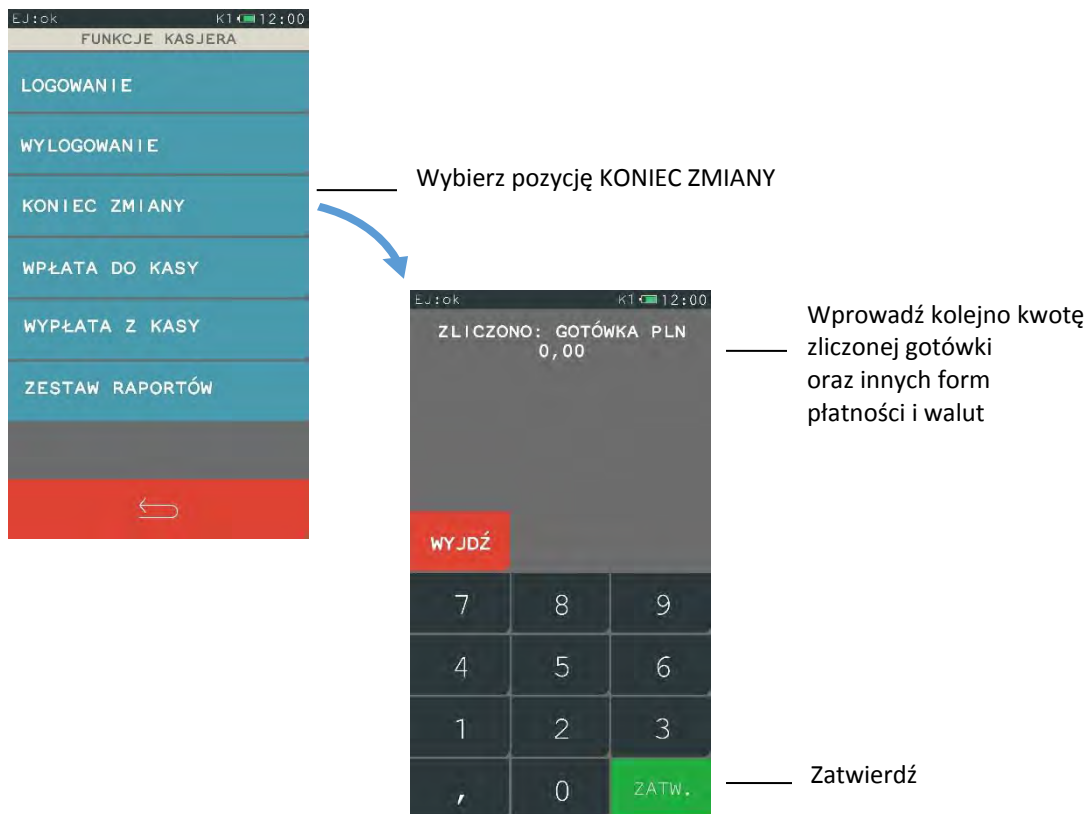 EJ:ok K1 12:00
FUNKCJE KASJERA
LOGOWANIE
WYLOGOWANIE
KONIEC ZMIANY
WPŁATA DO KASY
WYPŁATA Z KASY
ZESTAW RAPORTÓW
Wybierz pozycję KONIEC ZMIANY
EJ:ok K1 12:00
ZLICZONO: GOTÓWKA PLN
0,00
WYJDŹ
7 8 9
4 5 6
1 2 3
, 0 ZATW.
Wprowadź kolejno kwotę
zliczonej gotówki
oraz innych form
płatności i walut
Zatwierdź